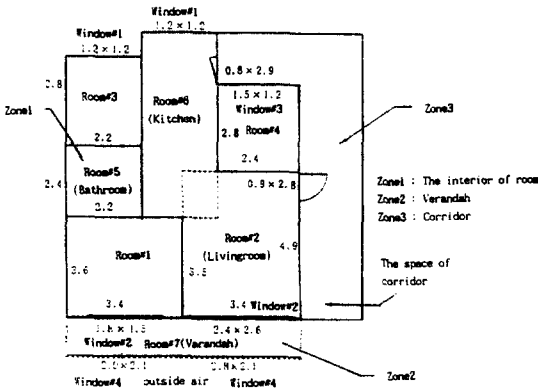 Window#1
1.2×1.2
Window#1
1.2×1.2
0.8
Room#3
2.2
Zone1
Room#6
(Kitchen)
0.8×2.9
1.5×1.2
Window#3
2.8 Room#4
2.4
Zone3
2.4
Room#5
(Bathroom)
2.2
0.9×2.8
Zone1 : The interior of room
Zone2 : Verandah
Zone3 : Corridor
Room#1
3.6
3.4
Room#2
(Livingroom)
4.9
3.4
Window#2
The space of
corridor
2.4×2.6
Window#2 Room#7(Varandah)
Zone2
Window#4 outside air Window#4